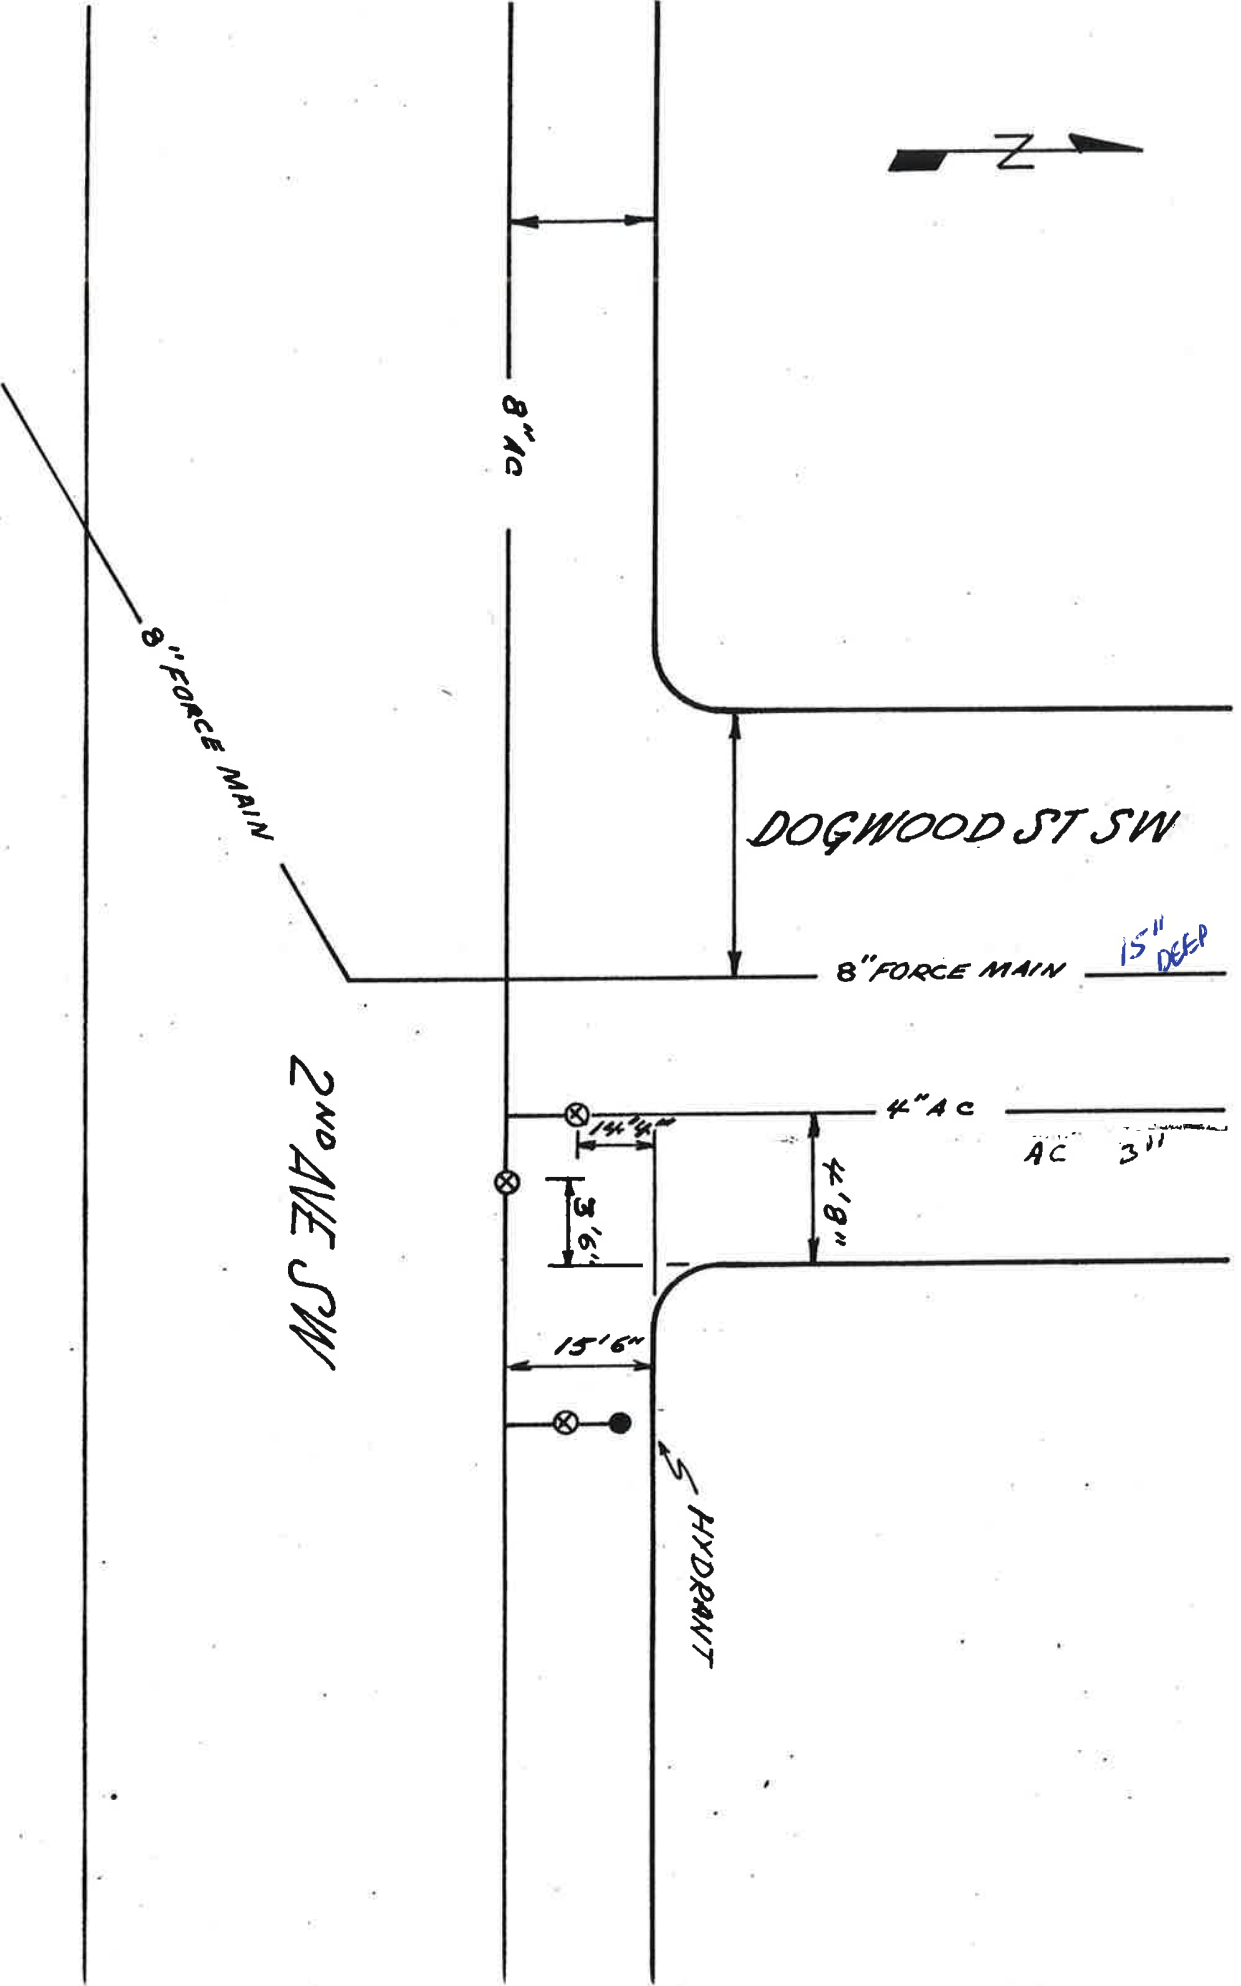 N
8" AC
DOGWOOD ST SW
8" FORCE MAIN
15" DEEP
8" FORCE MAIN
4" AC
AC 3"
14'4"
4'8"
3'6"
2ND AVE SW
15'6"
HYDRANT